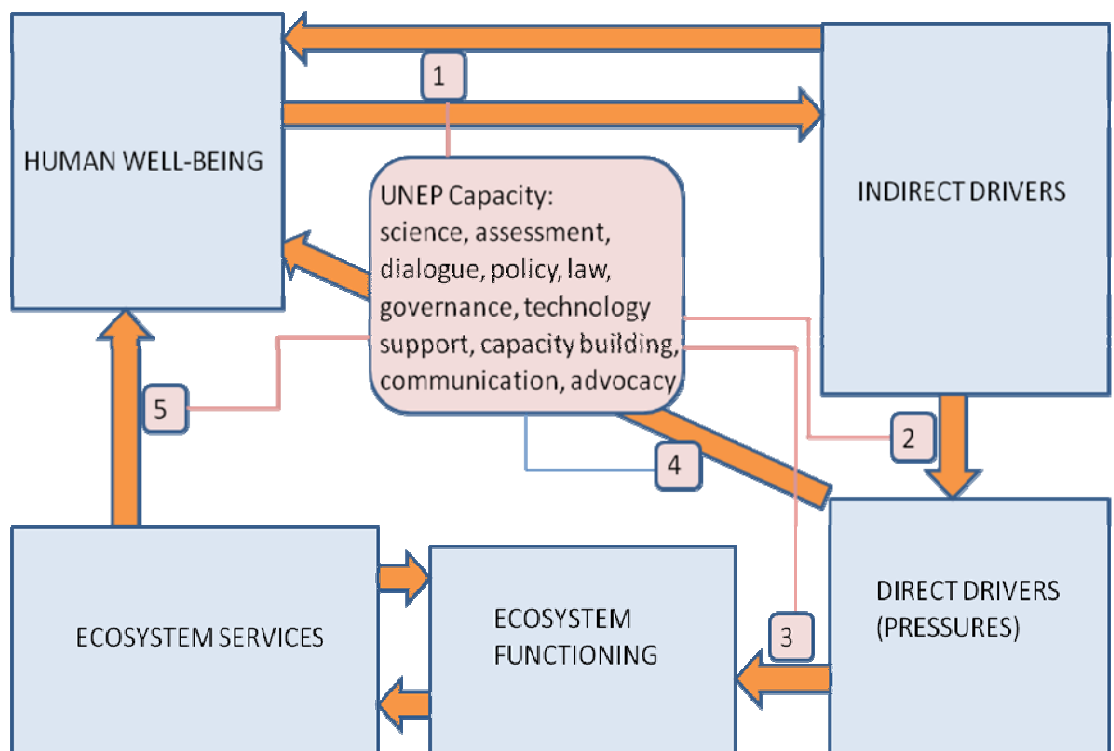 1
HUMAN WELL-BEING
INDIRECT DRIVERS
UNEP Capacity:
science, assessment,
dialogue, policy, law,
governance, technology
support, capacity building,
communication, advocacy
5
2
4
ECOSYSTEM SERVICES
ECOSYSTEM
FUNCTIONING
3
DIRECT DRIVERS
(PRESSURES)